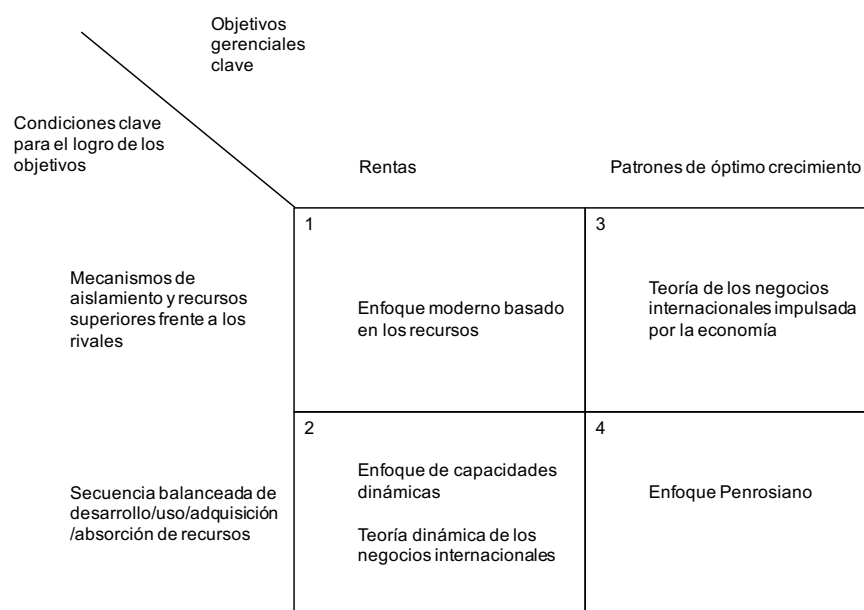 Objetivos
gerenciales
clave
Condiciones clave
para el logro de los
objetivos
Rentas
Patrones de óptimo crecimiento
1
3
Mecanismos de
aislamiento y recursos
superiores frente a los
rivales
Enfoque moderno basado
en los recursos
Teoría de los negocios
internacionales impulsada
por la economía
2
4
Secuencia balanceada de
desarrollo/uso/adquisición
/absorción de recursos
Enfoque de capacidades
dinámicas
Teoría dinámica de los
negocios internacionales
Enfoque Penrosiano